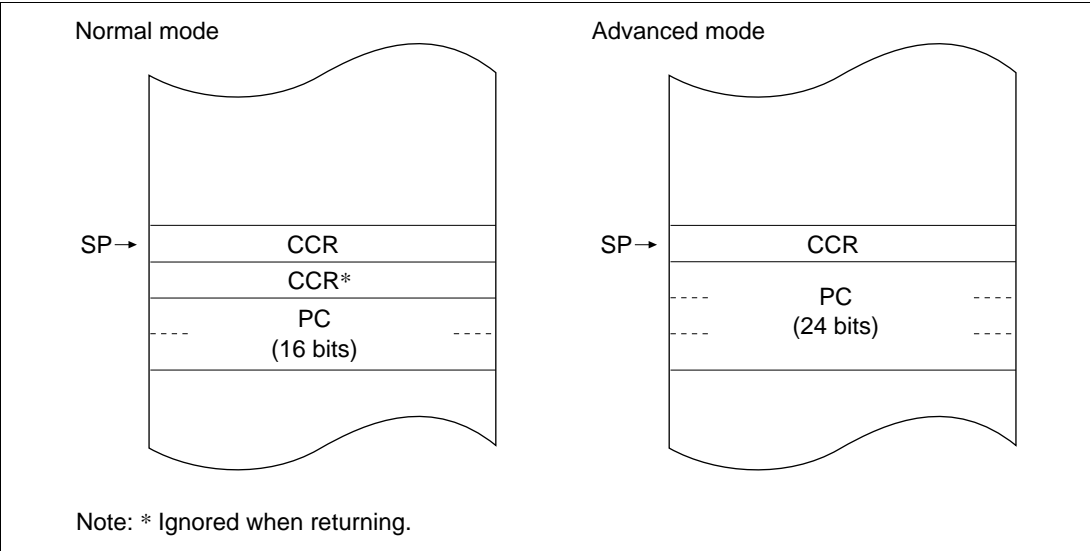 Normal mode
SP→
CCR
CCR*
PC
(16 bits)
Advanced mode
SP→
CCR
PC
(24 bits)
Note: * Ignored when returning.